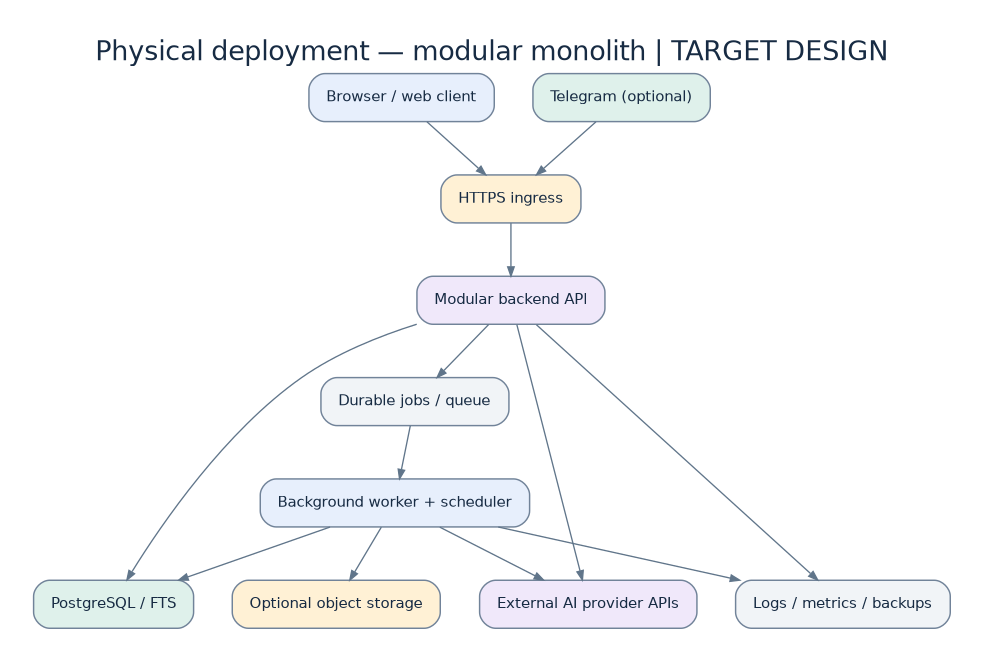 Physical deployment — modular monolith | TARGET DESIGN
Browser / web client
Telegram (optional)
HTTPS ingress
Modular backend API
Durable jobs / queue
Background worker + scheduler
PostgreSQL / FTS
Optional object storage
External AI provider APIs
Logs / metrics / backups